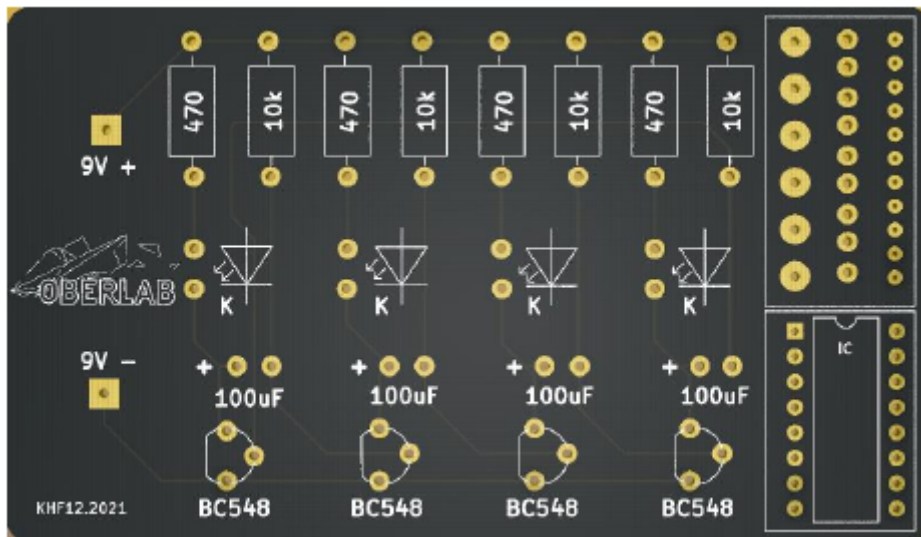 470 10k 470 10k 470 10k 470 10k
9V +
OBERLAB
K K K K
IC
9V -
+ + + +
100uF 100uF 100uF 100uF
BC548 BC548 BC548 BC548
KHF12.2021